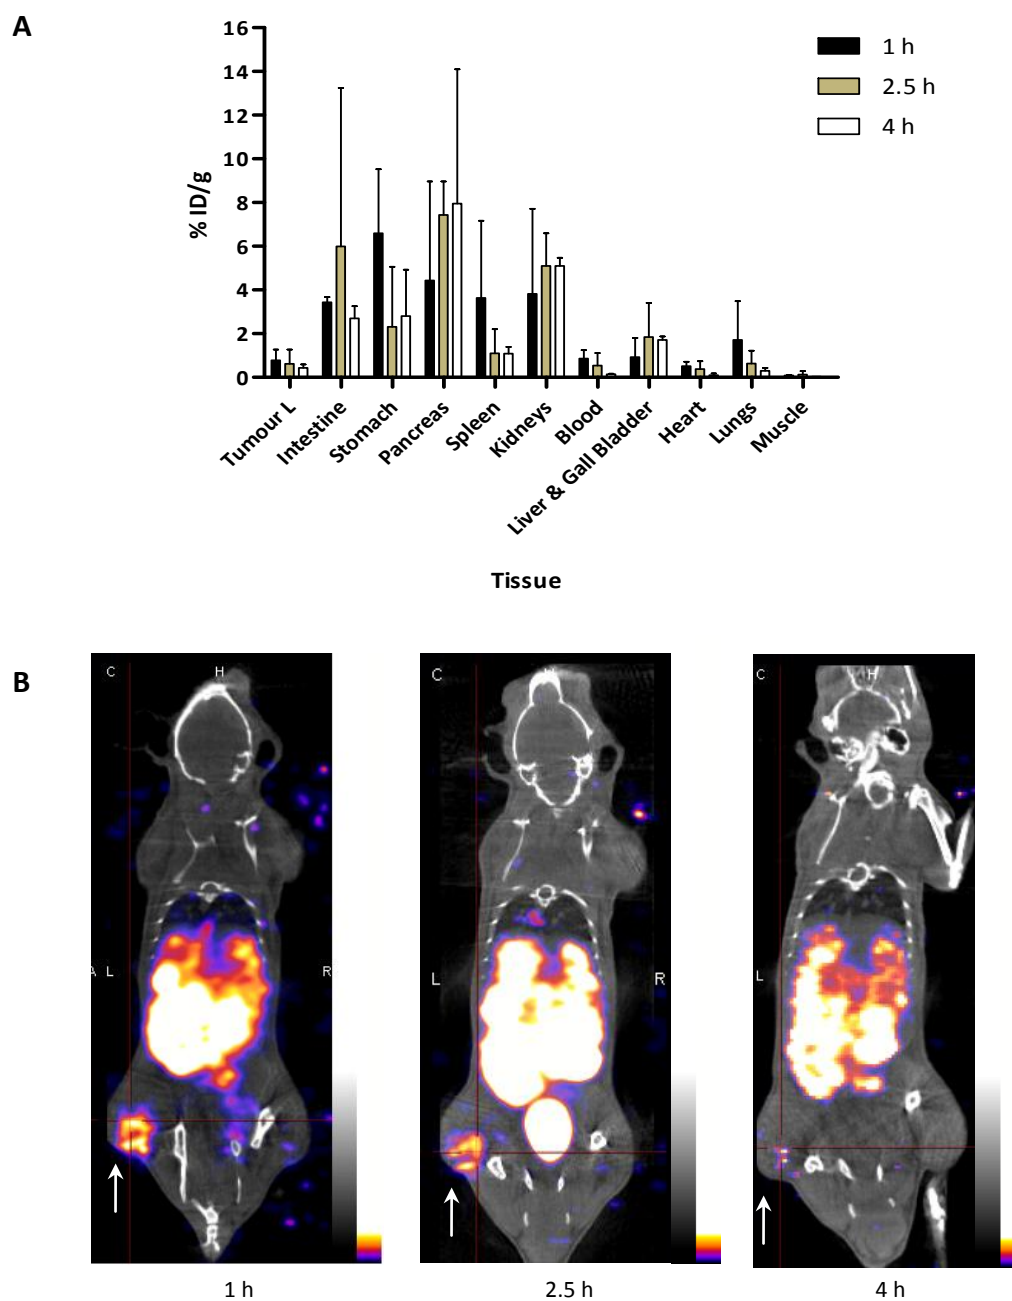 A
16
14
12
10
8
6
4
2
0
% ID/g
1 h
2.5 h
4 h
Tumour L
Intestine
Stomach
Pancreas
Spleen
Kidneys
Blood
Liver & Gall Bladder
Heart
Lungs
Muscle
Tissue
B
C
H
C
C
H
A L
R
L
R
L
1 h
2.5 h
4 h